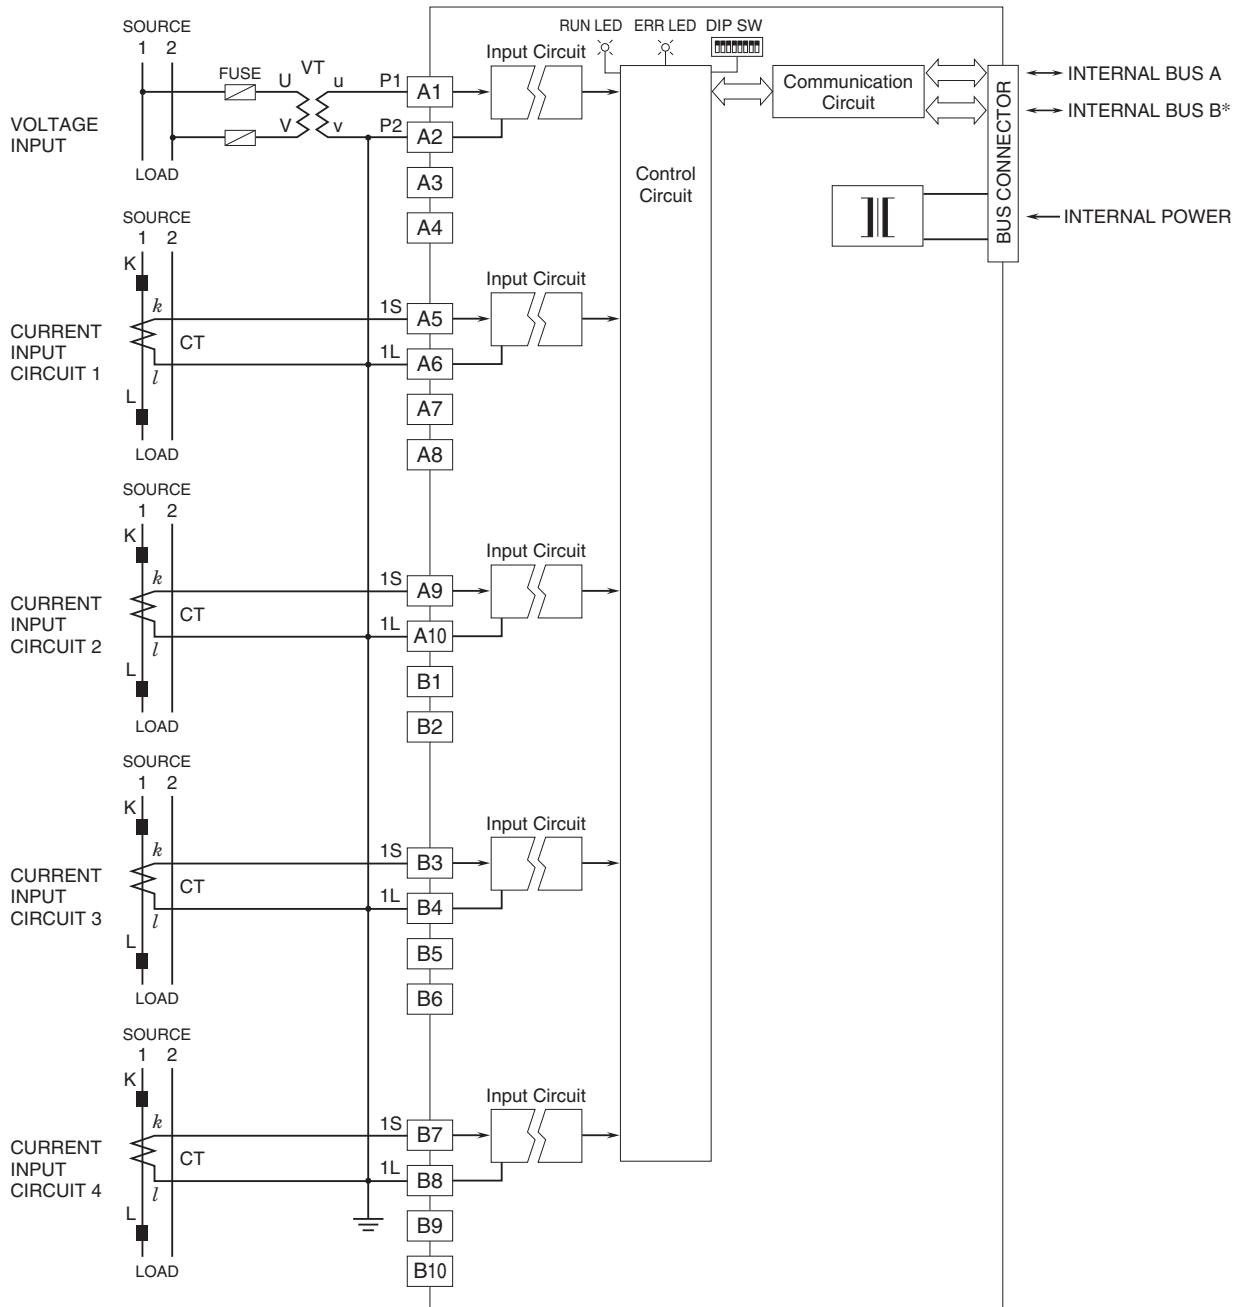 SOURCE
1 2
VOLTAGE
INPUT
FUSE
U
VT
u
P1
V
v
P2
LOAD
A1
A2
A3
A4
Input Circuit
RUN LED ERR LED DIP SW
Control
Circuit
Communication
Circuit
BUS CONNECTOR
INTERNAL BUS A
INTERNAL BUS B*
INTERNAL POWER
SOURCE
1 2
K
k
CURRENT
INPUT
CIRCUIT 1
CT
l
L
LOAD
1S
1L
A5
A6
A7
A8
Input Circuit
SOURCE
1 2
K
k
CURRENT
INPUT
CIRCUIT 2
CT
l
L
LOAD
1S
1L
A9
A10
B1
B2
Input Circuit
SOURCE
1 2
K
k
CURRENT
INPUT
CIRCUIT 3
CT
l
L
LOAD
1S
1L
B3
B4
B5
B6
Input Circuit
SOURCE
1 2
K
k
CURRENT
INPUT
CIRCUIT 4
CT
l
L
LOAD
1S
1L
B7
B8
B9
B10
Input Circuit